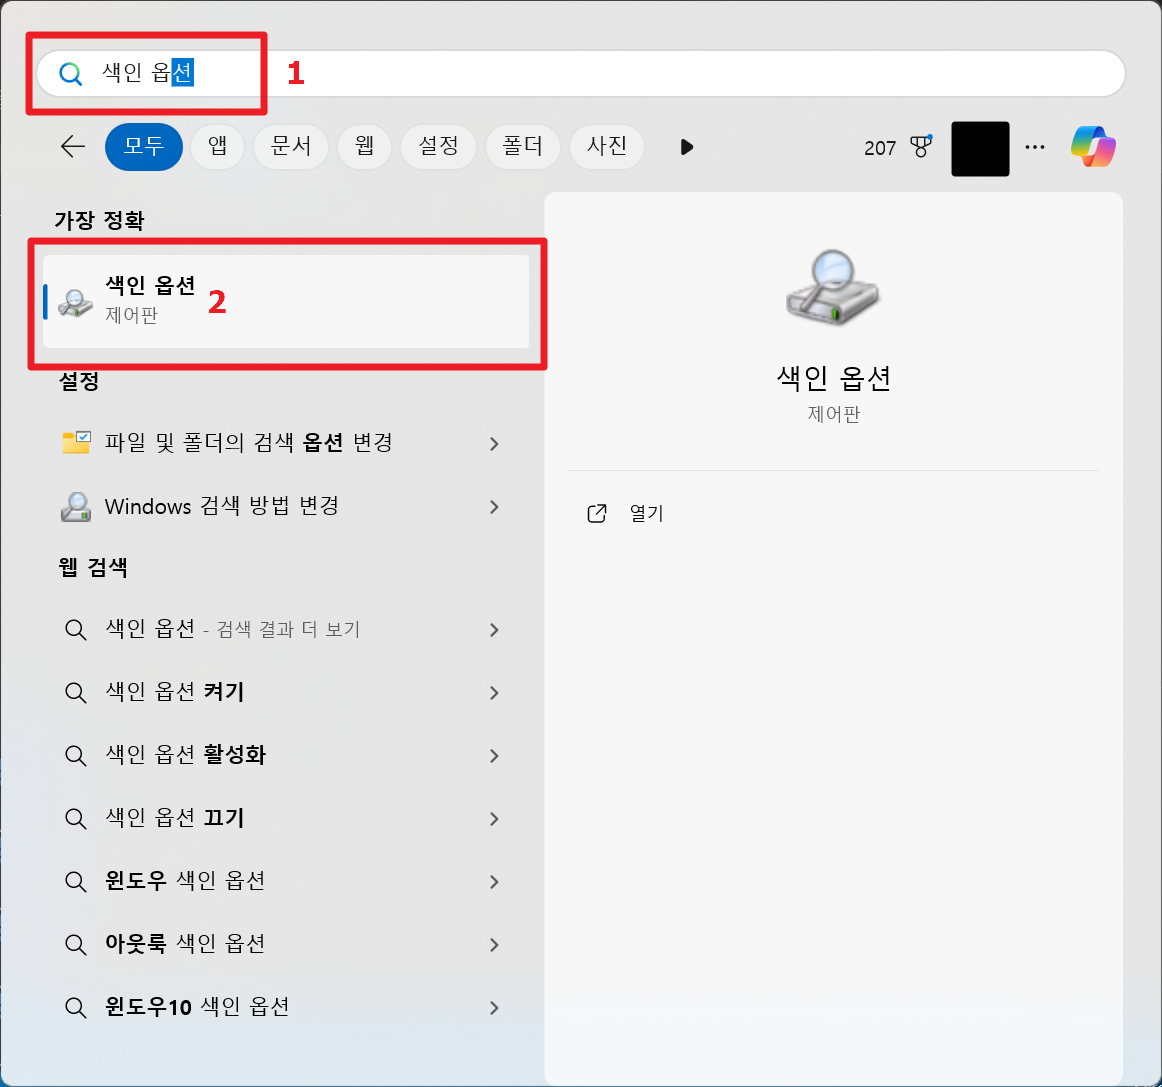 색인 옵션
1
모두 앱 문서 웹 설정 폴더 사진
207
가장 정확
색인 옵션
제어판
2
설정
파일 및 폴더의 검색 옵션 변경
Windows 검색 방법 변경
웹 검색
색인 옵션 - 검색 결과 더 보기
색인 옵션 켜기
색인 옵션 활성화
색인 옵션 끄기
윈도우 색인 옵션
아웃룩 색인 옵션
윈도우10 색인 옵션
색인 옵션
제어판
열기